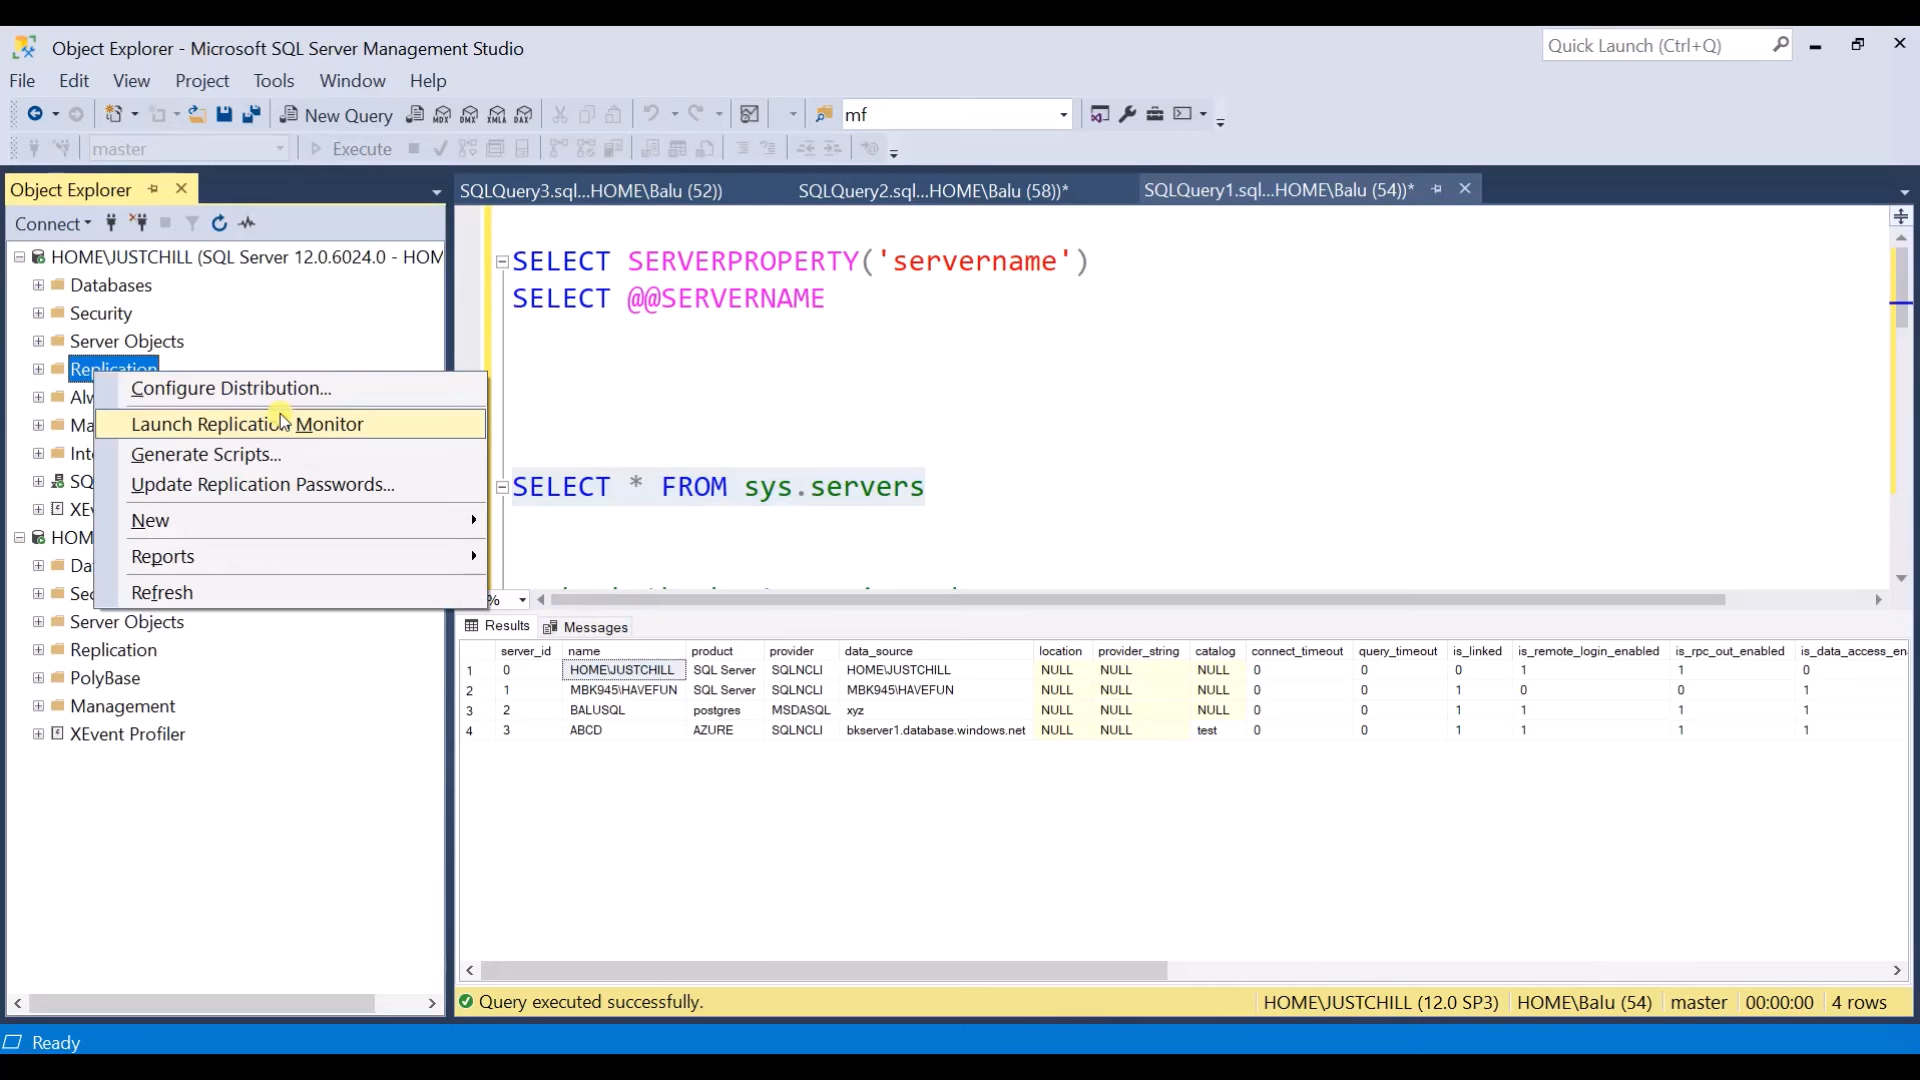 Object Explorer - Microsoft SQL Server Management Studio
Quick Launch (Ctrl+Q)
File Edit View Project Tools Window Help
New Query MDX DMX XMLA DAX mf
master Execute
Object Explorer
SQLQuery3.sql...HOME\Balu (52))
SQLQuery2.sql...HOME\Balu (58))*
SQLQuery1.sql...HOME\Balu (54))*
Connect
HOME\JUSTCHILL (SQL Server 12.0.6024.0 - HOM
Databases
Security
Server Objects
Replication
Configure Distribution...
Launch Replication Monitor
Generate Scripts...
Update Replication Passwords...
New
Reports
Refresh
Server Objects
Replication
PolyBase
Management
XEvent Profiler
SELECT SERVERPROPERTY('servername')
SELECT @@SERVERNAME
SELECT * FROM sys.servers
%
Results Messages
server_id name product provider data_source location provider_string catalog connect_timeout query_timeout is_linked is_remote_login_enabled is_rpc_out_enabled is_data_access_en
1 0 HOME\JUSTCHILL SQL Server SQLNCLI HOME\JUSTCHILL NULL NULL NULL 0 0 0 1 1 0
2 1 MBK945\HAVEFUN SQL Server SQLNCLI MBK945\HAVEFUN NULL NULL NULL 0 0 1 0 0 1
3 2 BALUSQL postgres MSDASQL xyz NULL NULL NULL 0 0 1 1 1 1
4 3 ABCD AZURE SQLNCLI bkserver1.database.windows.net NULL NULL test 0 0 1 1 1 1
Query executed successfully.
HOME\JUSTCHILL (12.0 SP3) HOME\Balu (54) master 00:00:00 4 rows
Ready